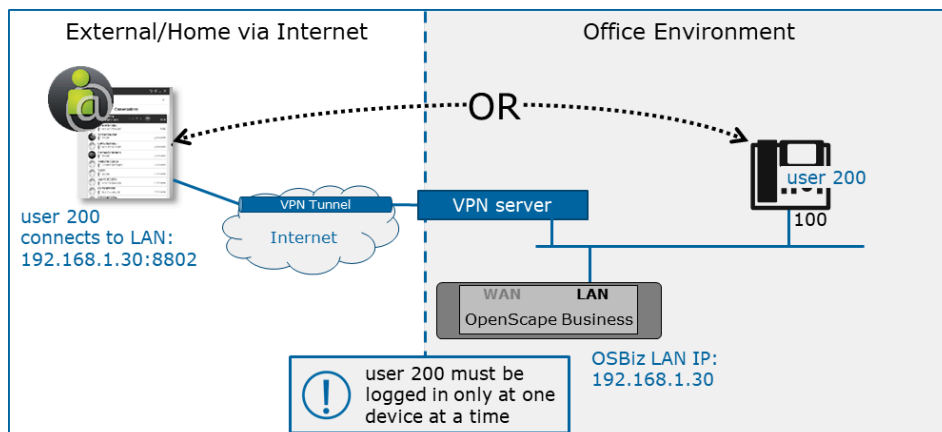 External/Home via Internet
Office Environment
OR
@
user 200
100
VPN Tunnel
VPN server
Internet
user 200
connects to LAN:
192.168.1.30:8802
WAN
LAN
OpenScape Business
OSBiz LAN IP:
192.168.1.30
!
user 200 must be
logged in only at one
device at a time